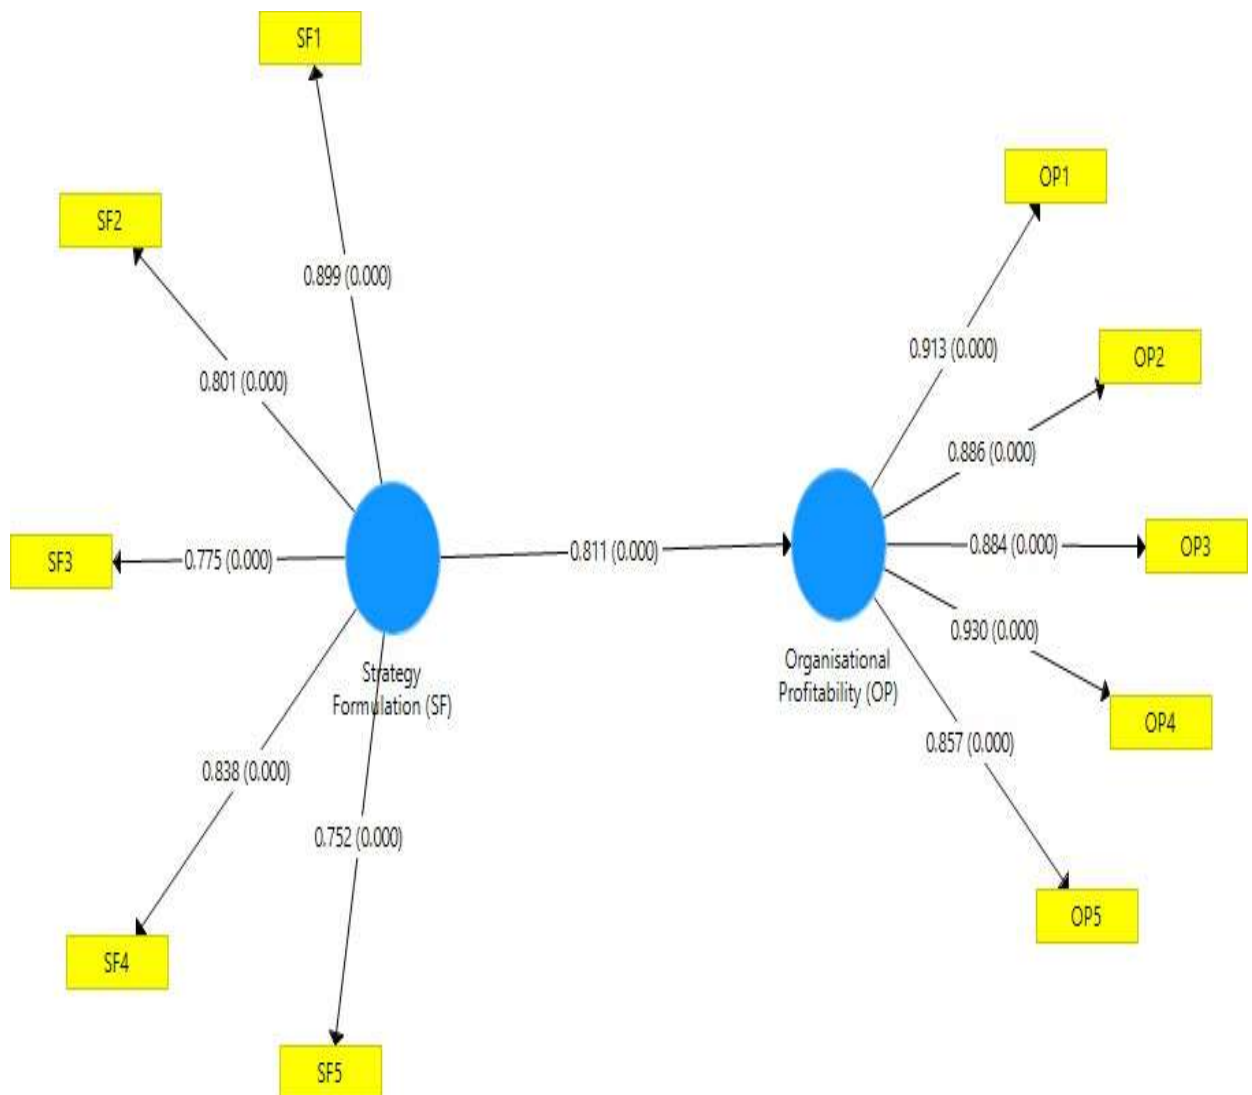 SF1
OP1
SF2
0.899 (0.000)
0.913 (0.000)
OP2
0.801 (0.000)
0.886 (0.000)
SF3
0.775 (0.000)
0.811 (0.000)
0.884 (0.000)
OP3
0.930 (0.000)
Strategy
Formulation (SF)
Organisational
Profitability (OP)
OP4
0.838 (0.000)
0.857 (0.000)
0.752 (0.000)
OP5
SF4
SF5